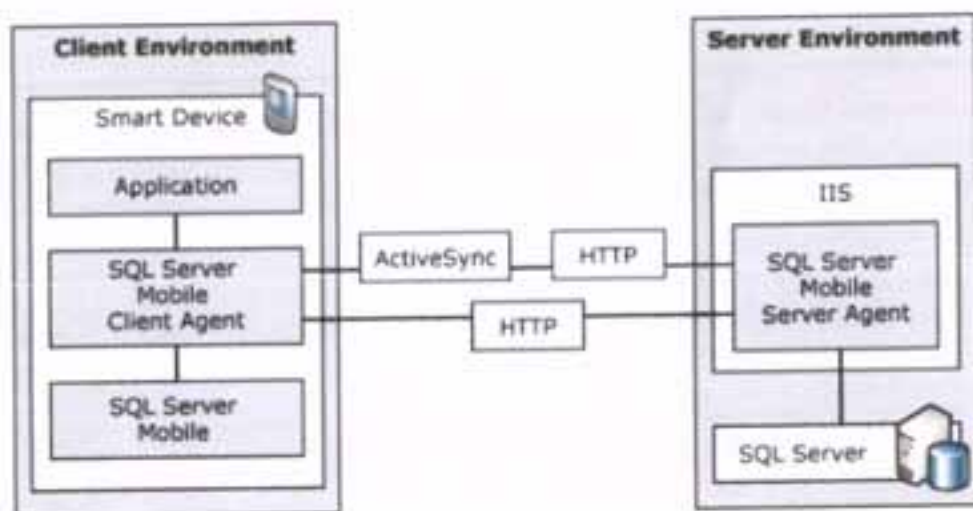 Client Environment
Smart Device
Application
SQL Server
Mobile
Client Agent
SQL Server
Mobile
ActiveSync
HTTP
HTTP
Server Environment
IIS
SQL Server
Mobile
Server Agent
SQL Server